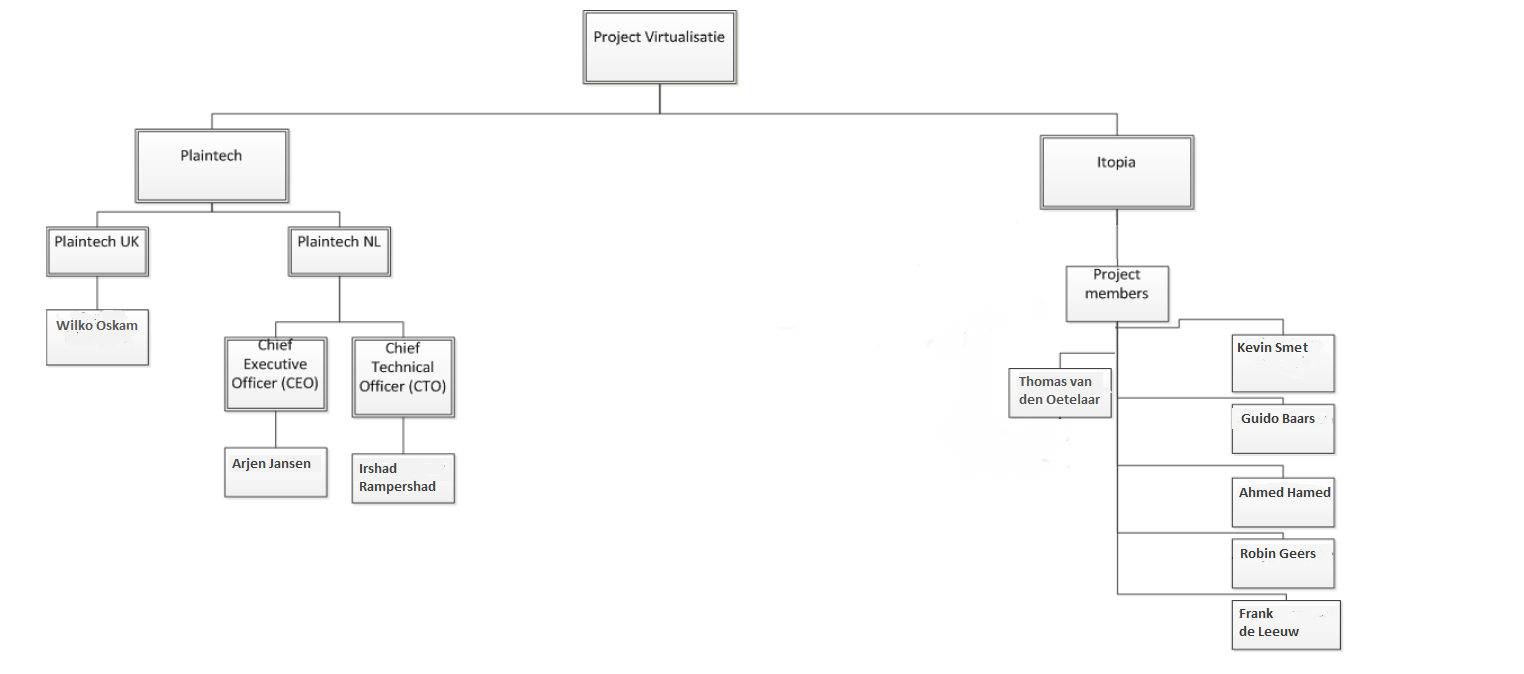 Project Virtualisatie
Plaintech
Itopia
Plaintech UK
Plaintech NL
Wilko Oskam
Chief
Executive
Officer (CEO)
Chief
Technical
Officer (CTO)
Arjen Jansen
Irshad
Rampershad
Project
members
Thomas van
den Oetelaar
Kevin Smet
Guido Baars
Ahmed Hamed
Robin Geers
Frank
de Leeuw